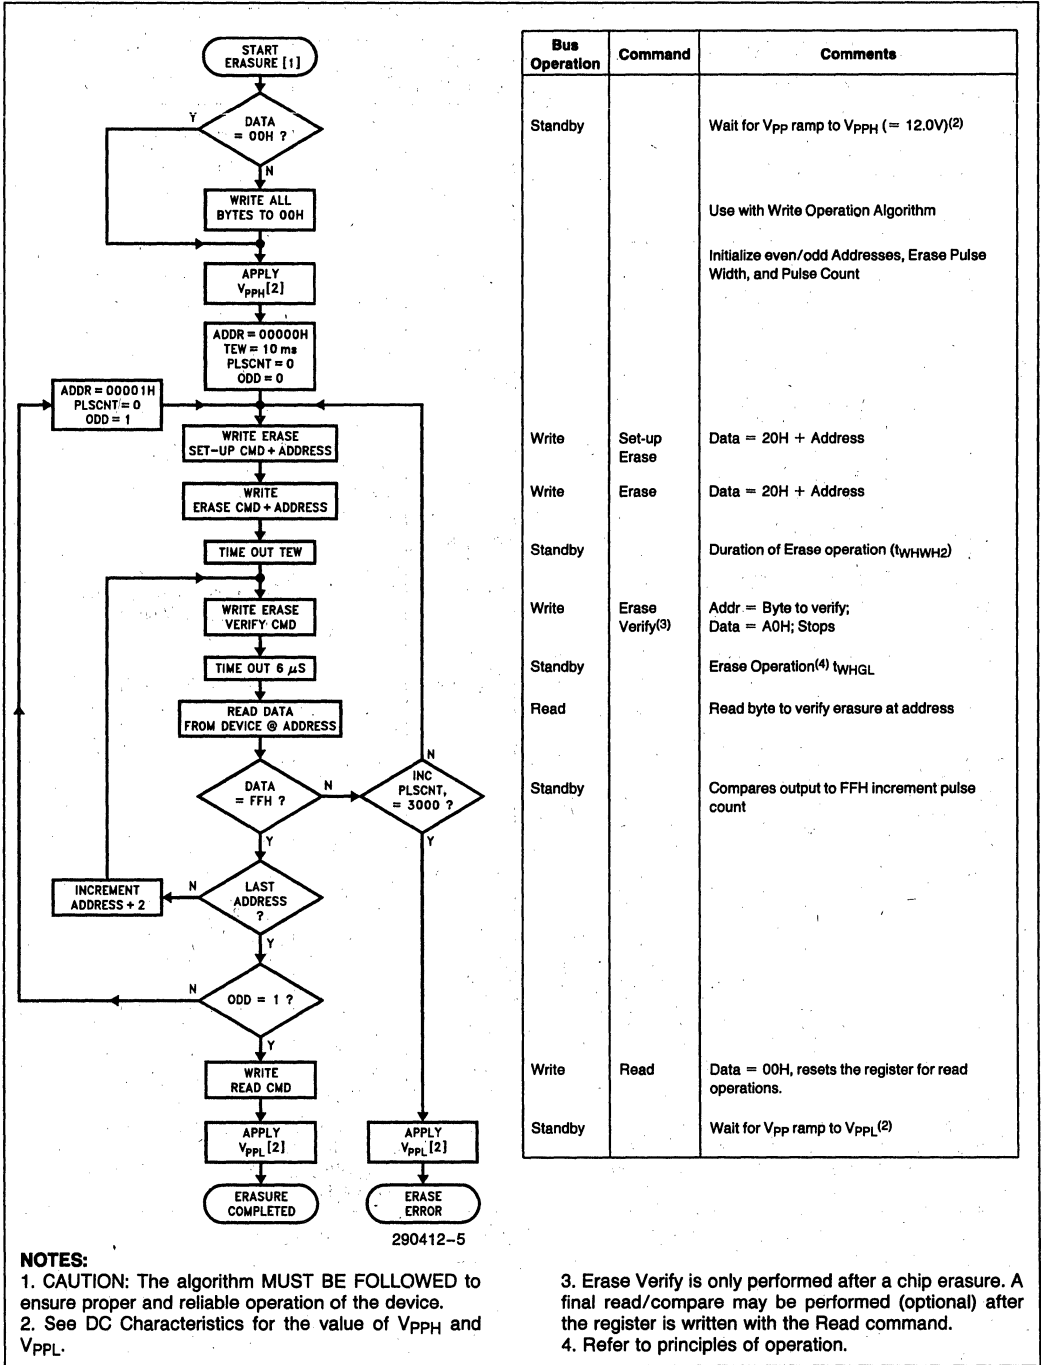 START
ERASURE [1]
Y
DATA
= 00H ?
N
WRITE ALL
BYTES TO 00H
APPLY
VPPH[2]
ADDR = 00000H
TEW = 10 ms
PLSCNT = 0
ODD = 0
ADDR = 00001H
PLSCNT = 0
ODD = 1
WRITE ERASE
SET-UP CMD + ADDRESS
WRITE
ERASE CMD + ADDRESS
TIME OUT TEW
WRITE ERASE
VERIFY CMD
TIME OUT 6 μS
READ DATA
FROM DEVICE @ ADDRESS
DATA
= FFH ?
N
Y
N
INC
PLSCNT,
= 3000 ?
Y
INCREMENT
ADDRESS + 2
N
LAST
ADDRESS
?
Y
N
ODD = 1 ?
Y
WRITE
READ CMD
APPLY
VPPL[2]
ERASURE
COMPLETED
APPLY
VPPL[2]
ERASE
ERROR
290412-5
Bus
Operation
Command
Comments
Standby
Wait for VPP ramp to VPPH (= 12.0V)(2)
Use with Write Operation Algorithm
Initialize even/odd Addresses, Erase Pulse
Width, and Pulse Count
Write
Set-up
Erase
Data = 20H + Address
Write
Erase
Data = 20H + Address
Standby
Duration of Erase operation (tWHWH2)
Write
Erase
Verify(3)
Addr = Byte to verify;
Data = A0H; Stops
Standby
Erase Operation(4) tWHGL
Read
Read byte to verify erasure at address
Standby
Compares output to FFH increment pulse
count
Write
Read
Data = 00H, resets the register for read
operations.
Standby
Wait for VPP ramp to VPPL(2)
NOTES:
1. CAUTION: The algorithm MUST BE FOLLOWED to
ensure proper and reliable operation of the device.
2. See DC Characteristics for the value of VPPH and
VPPL.
3. Erase Verify is only performed after a chip erasure. A
final read/compare may be performed (optional) after
the register is written with the Read command.
4. Refer to principles of operation.